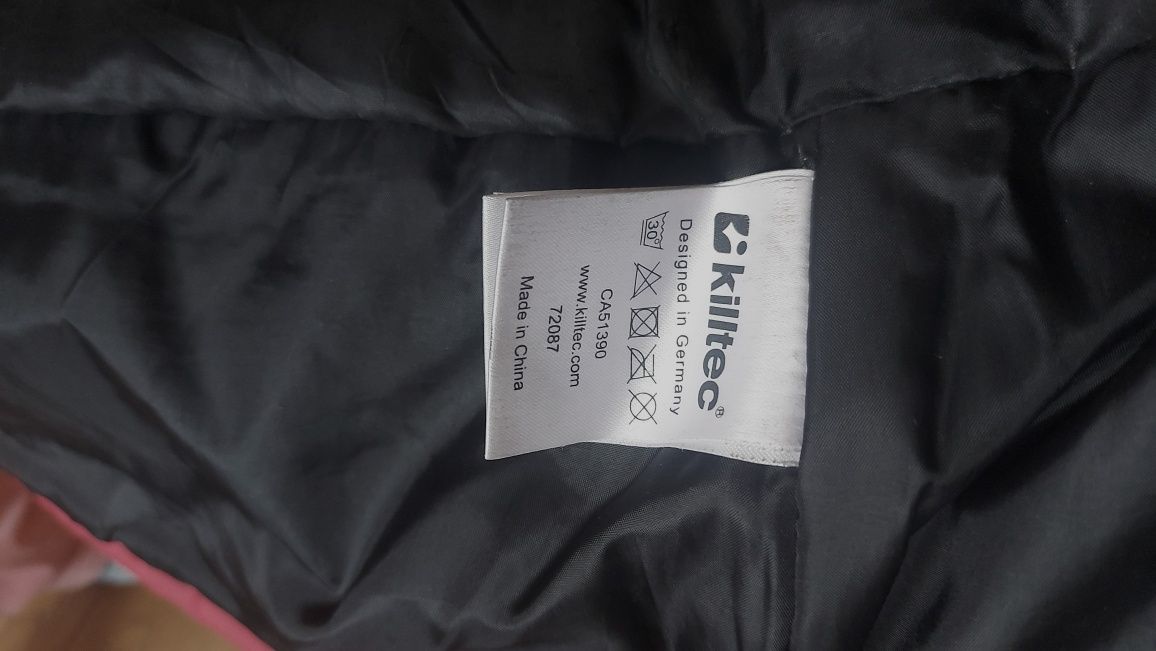 killtec®
Designed in Germany
30°
CA51390
www.killtec.com
72087
Made in China